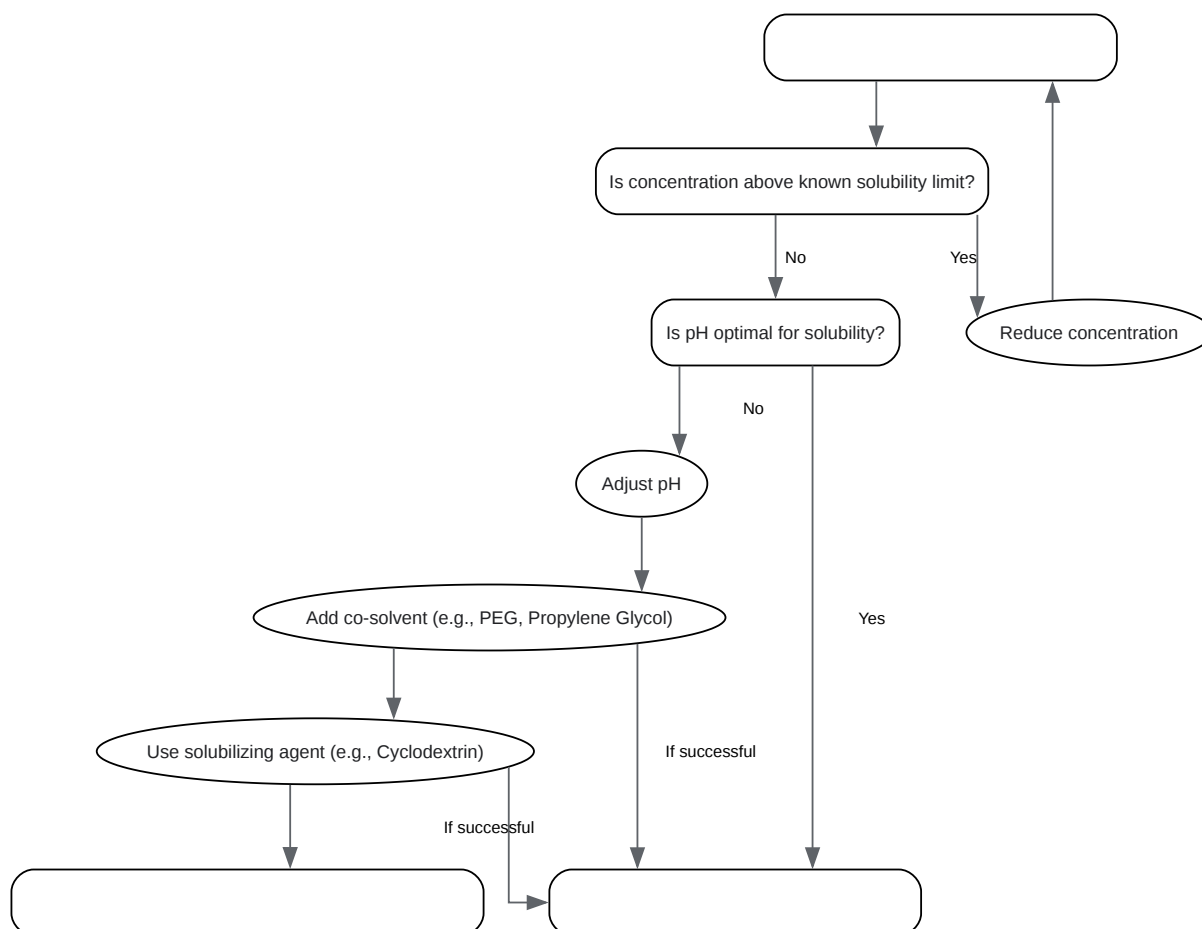 Is concentration above known solubility limit?
No
Yes
Is pH optimal for solubility?
Reduce concentration
No
Adjust pH
Add co-solvent (e.g., PEG, Propylene Glycol)
Yes
Use solubilizing agent (e.g., Cyclodextrin)
If successful
If successful